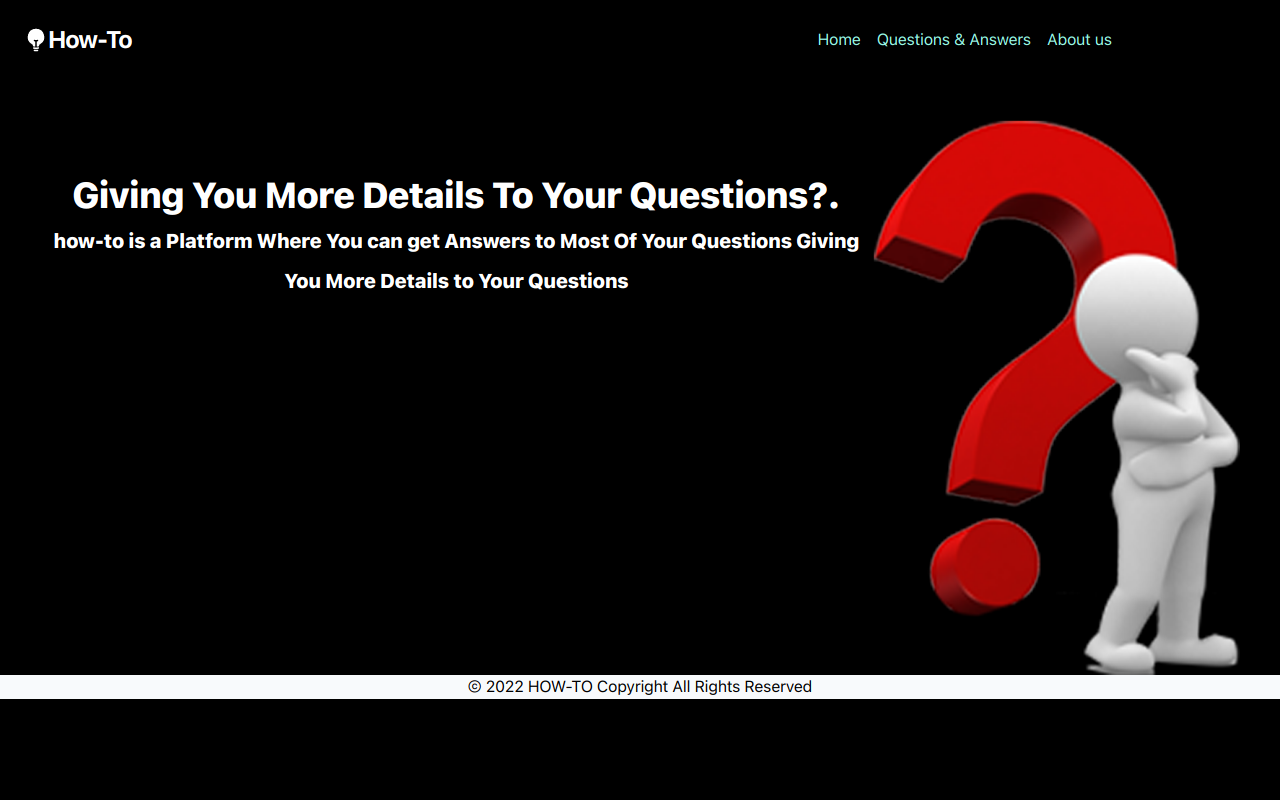 How-To
Home
Questions & Answers
About us
Giving You More Details To Your Questions?.
how-to is a Platform Where You can get Answers to Most Of Your Questions Giving
You More Details to Your Questions
© 2022 HOW-TO Copyright All Rights Reserved